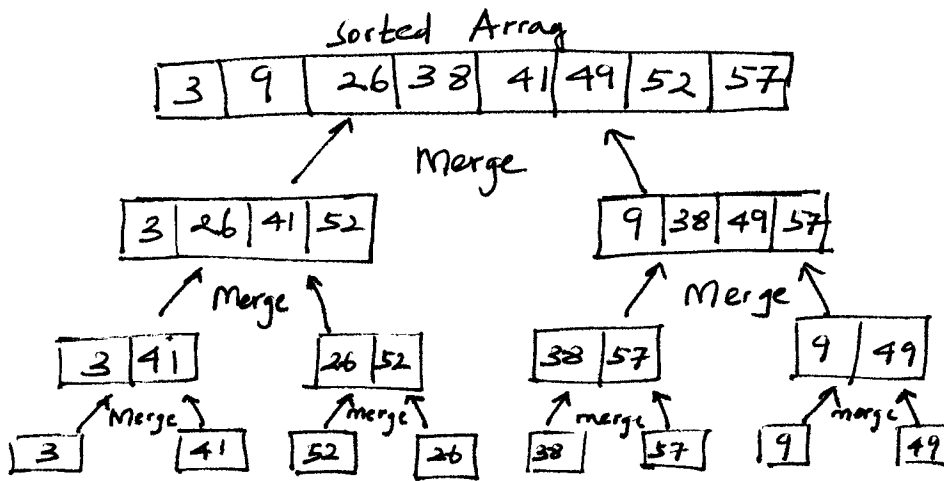 Sorted Array
3 9 26 38 41 49 52 57
Merge
3 26 41 52 9 38 49 57
Merge Merge
3 41 26 52 38 57 9 49
Merge merge merge merge
3 41 52 26 38 57 9 49